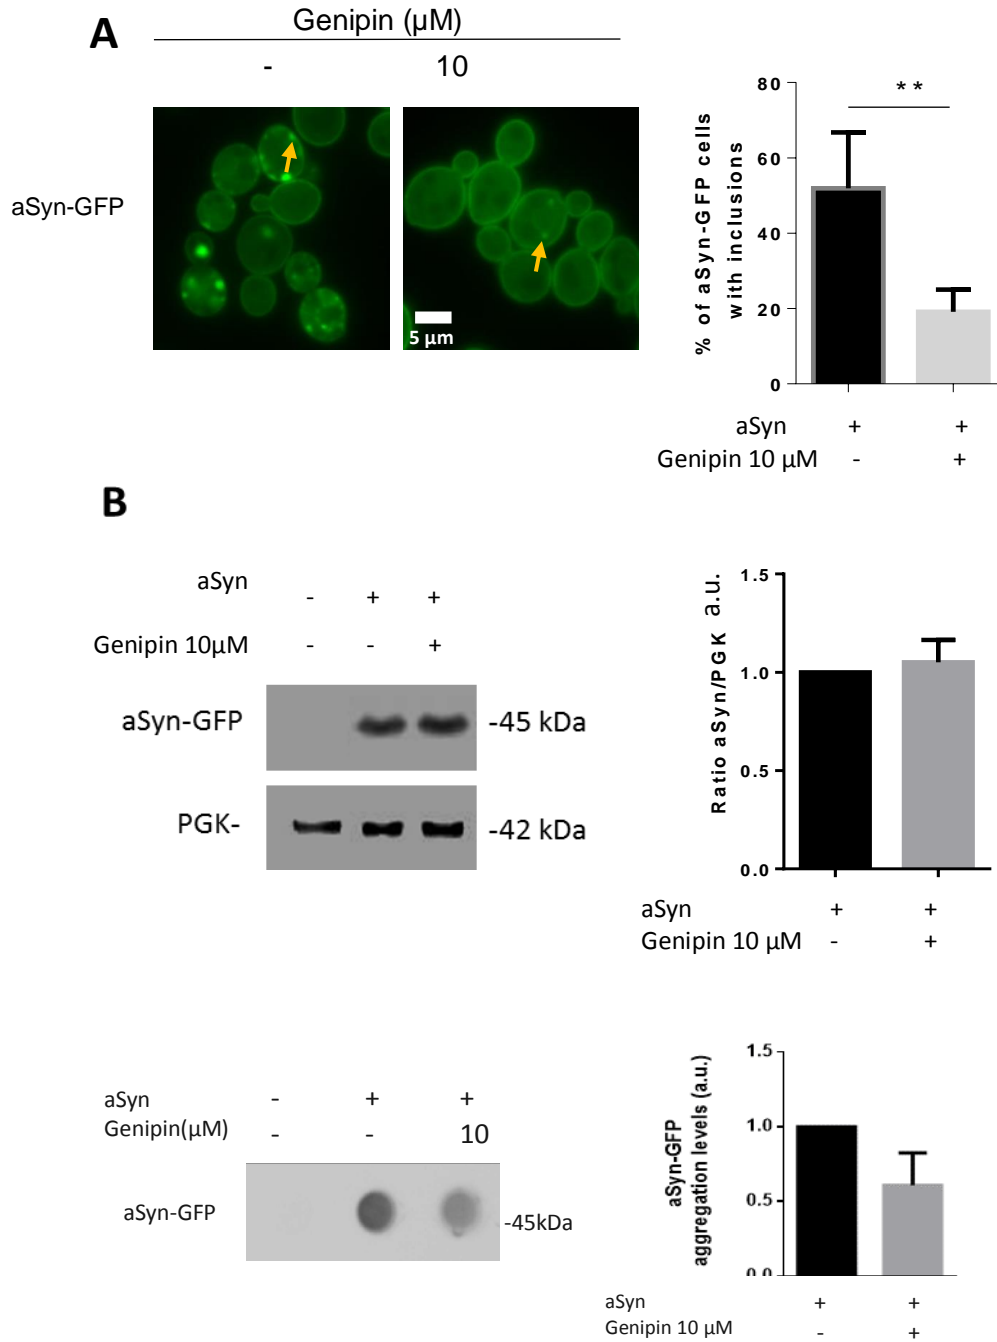 A
Genipin (μM)
- 10
aSyn-GFP
5 μm
80
60
40
20
0
% of aSyn-GFP cells
with inclusions
**
aSyn + +
Genipin 10 μM - +
B
aSyn - + +
Genipin 10μM - - +
aSyn-GFP -45 kDa
PGK- -42 kDa
1.5
1.0
0.5
0.0
Ratio aSyn/PGK a.u.
aSyn + +
Genipin 10 μM - +
aSyn - + +
Genipin(μM) - - 10
aSyn-GFP -45kDa
1.5
1.0
0.5
0.0
aSyn-GFP
aggregation levels (a.u.)
aSyn + +
Genipin 10 μM - +